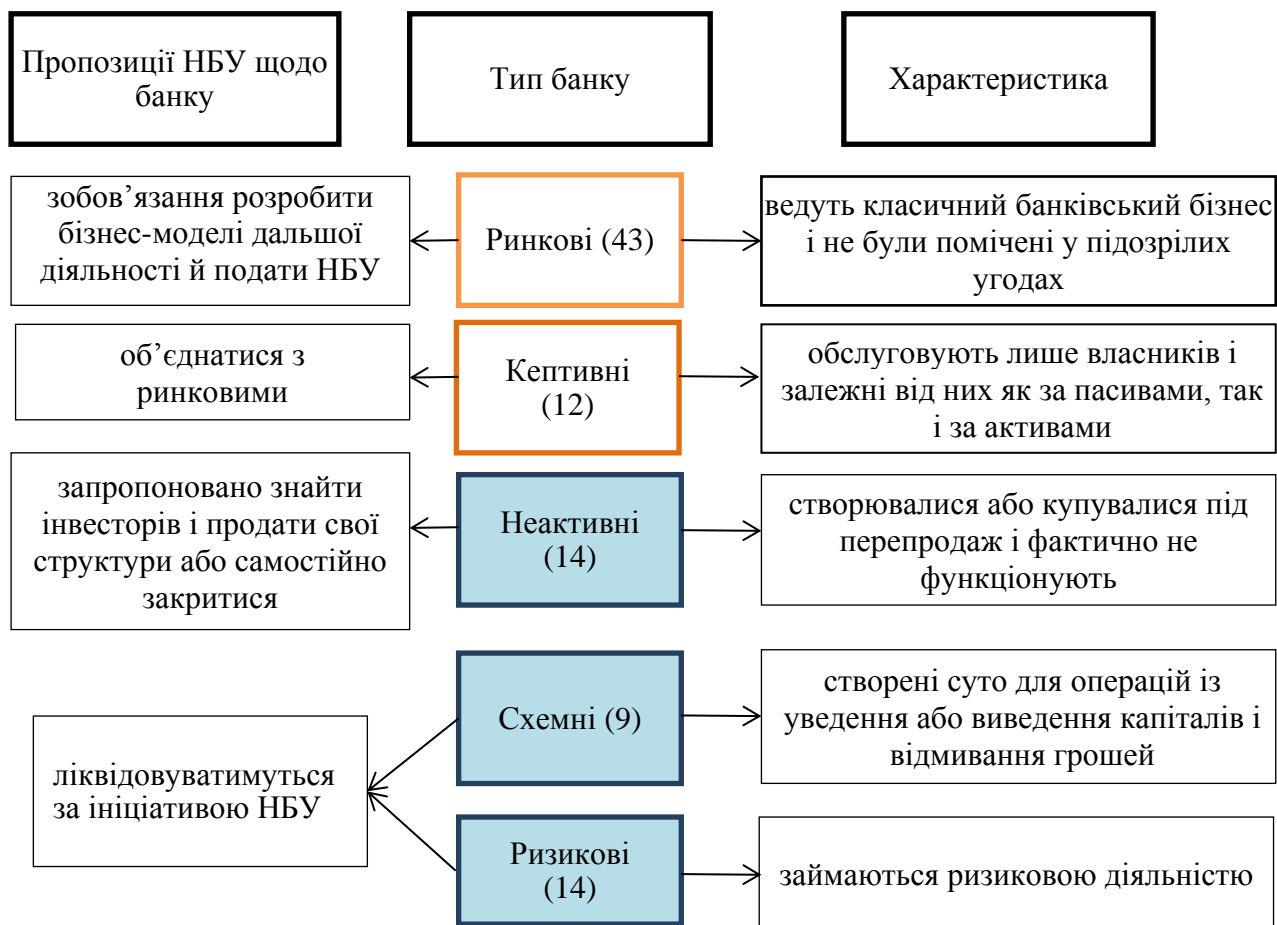 Пропозиції НБУ щодо
банку
Тип банку
Характеристика
зобов’язання розробити
бізнес-моделі дальшої
діяльності й подати НБУ
Ринкові (43)
ведуть класичний банківський бізнес
і не були помічені у підозрілих
угодах
об’єднатися з
ринковими
Кептивні
(12)
обслуговують лише власників і
залежні від них як за пасивами, так
і за активами
запропоновано знайти
інвесторів і продати свої
структури або самостійно
закритися
Неактивні
(14)
створювалися або купувалися під
перепродаж і фактично не
функціонують
ліквідовуватимуться
за ініціативою НБУ
Схемні (9)
створені суто для операцій із
уведення або виведення капіталів і
відмивання грошей
Ризикові
(14)
займаються ризиковою діяльністю